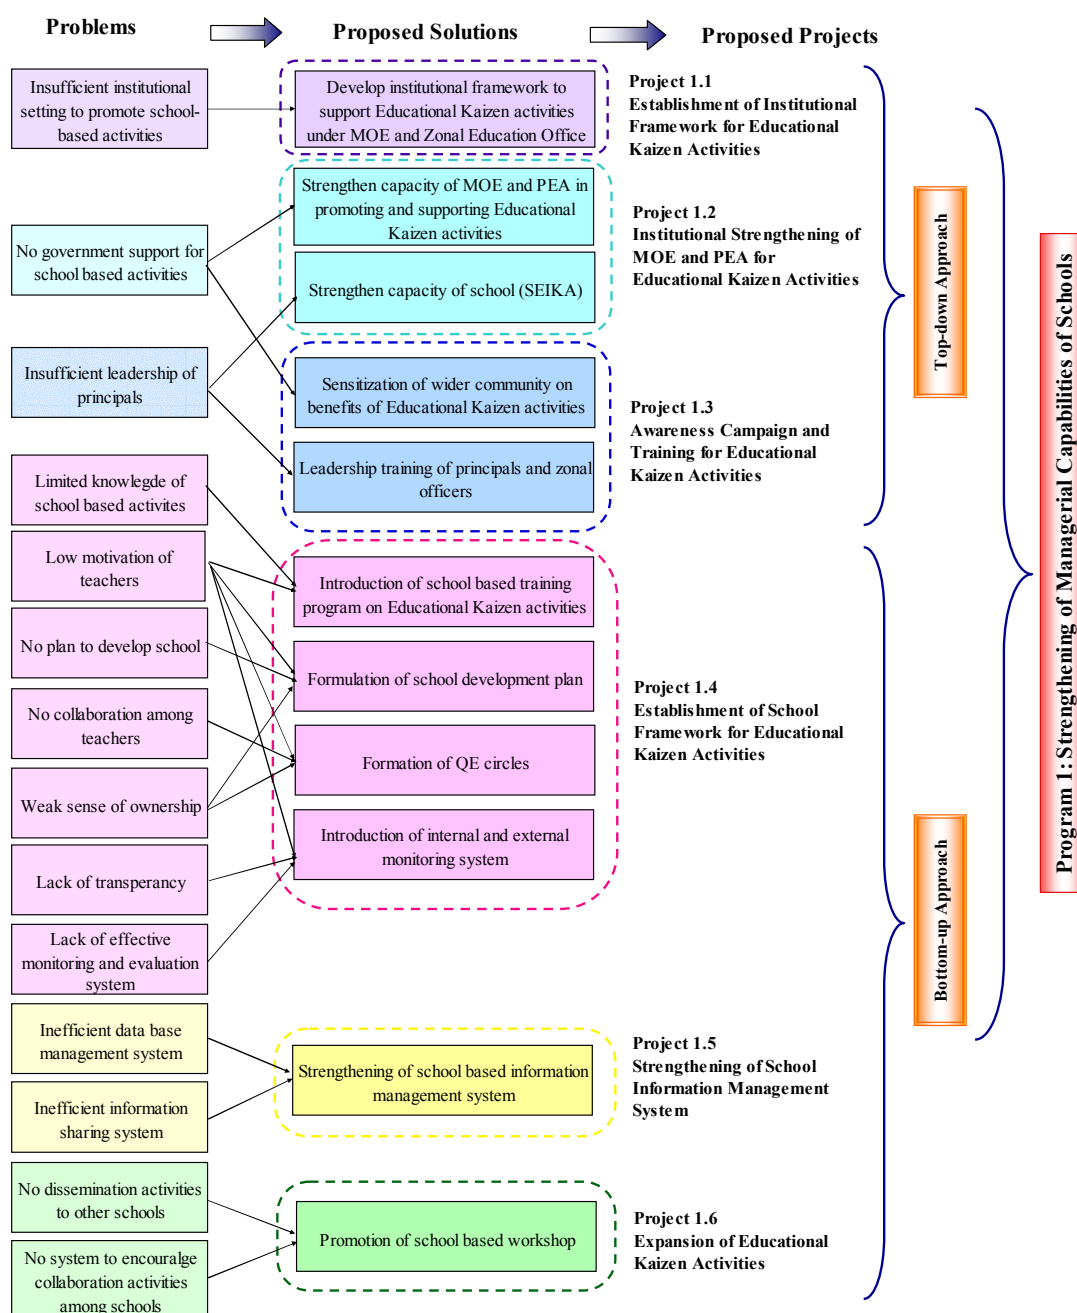 Problems
Proposed Solutions
Proposed Projects
Insufficient institutional
setting to promote school-
based activities
Develop institutional framework to
support Educational Kaizen activities
under MOE and Zonal Education Office
Project 1.1
Establishment of Institutional
Framework for Educational
Kaizen Activities
No government support for
school based activities
Strengthen capacity of MOE and PEA in
promoting and supporting Educational
Kaizen activities
Strengthen capacity of school (SEIKA)
Project 1.2
Institutional Strengthening of
MOE and PEA for
Educational Kaizen Activities
Insufficient leadership of
principals
Sensitization of wider community on
benefits of Educational Kaizen activities
Leadership training of principals and zonal
officers
Project 1.3
Awareness Campaign and
Training for Educational
Kaizen Activities
Top-down Approach
Limited knowlegde of
school based activites
Low motivation of
teachers
No plan to develop school
No collaboration among
teachers
Weak sense of ownership
Lack of transperancy
Lack of effective
monitoring and evaluation
system
Introduction of school based training
program on Educational Kaizen activities
Formulation of school development plan
Formation of QE circles
Introduction of internal and external
monitoring system
Project 1.4
Establishment of School
Framework for Educational
Kaizen Activities
Inefficient data base
management system
Inefficient information
sharing system
Strengthening of school based information
management system
Project 1.5
Strengthening of School
Information Management
System
No dissemination activities
to other schools
No system to encouralge
collaboration activities
among schools
Promotion of school based workshop
Project 1.6
Expansion of Educational
Kaizen Activities
Bottom-up Approach
Program 1: Strengthening of Managerial Capabilities of Schools